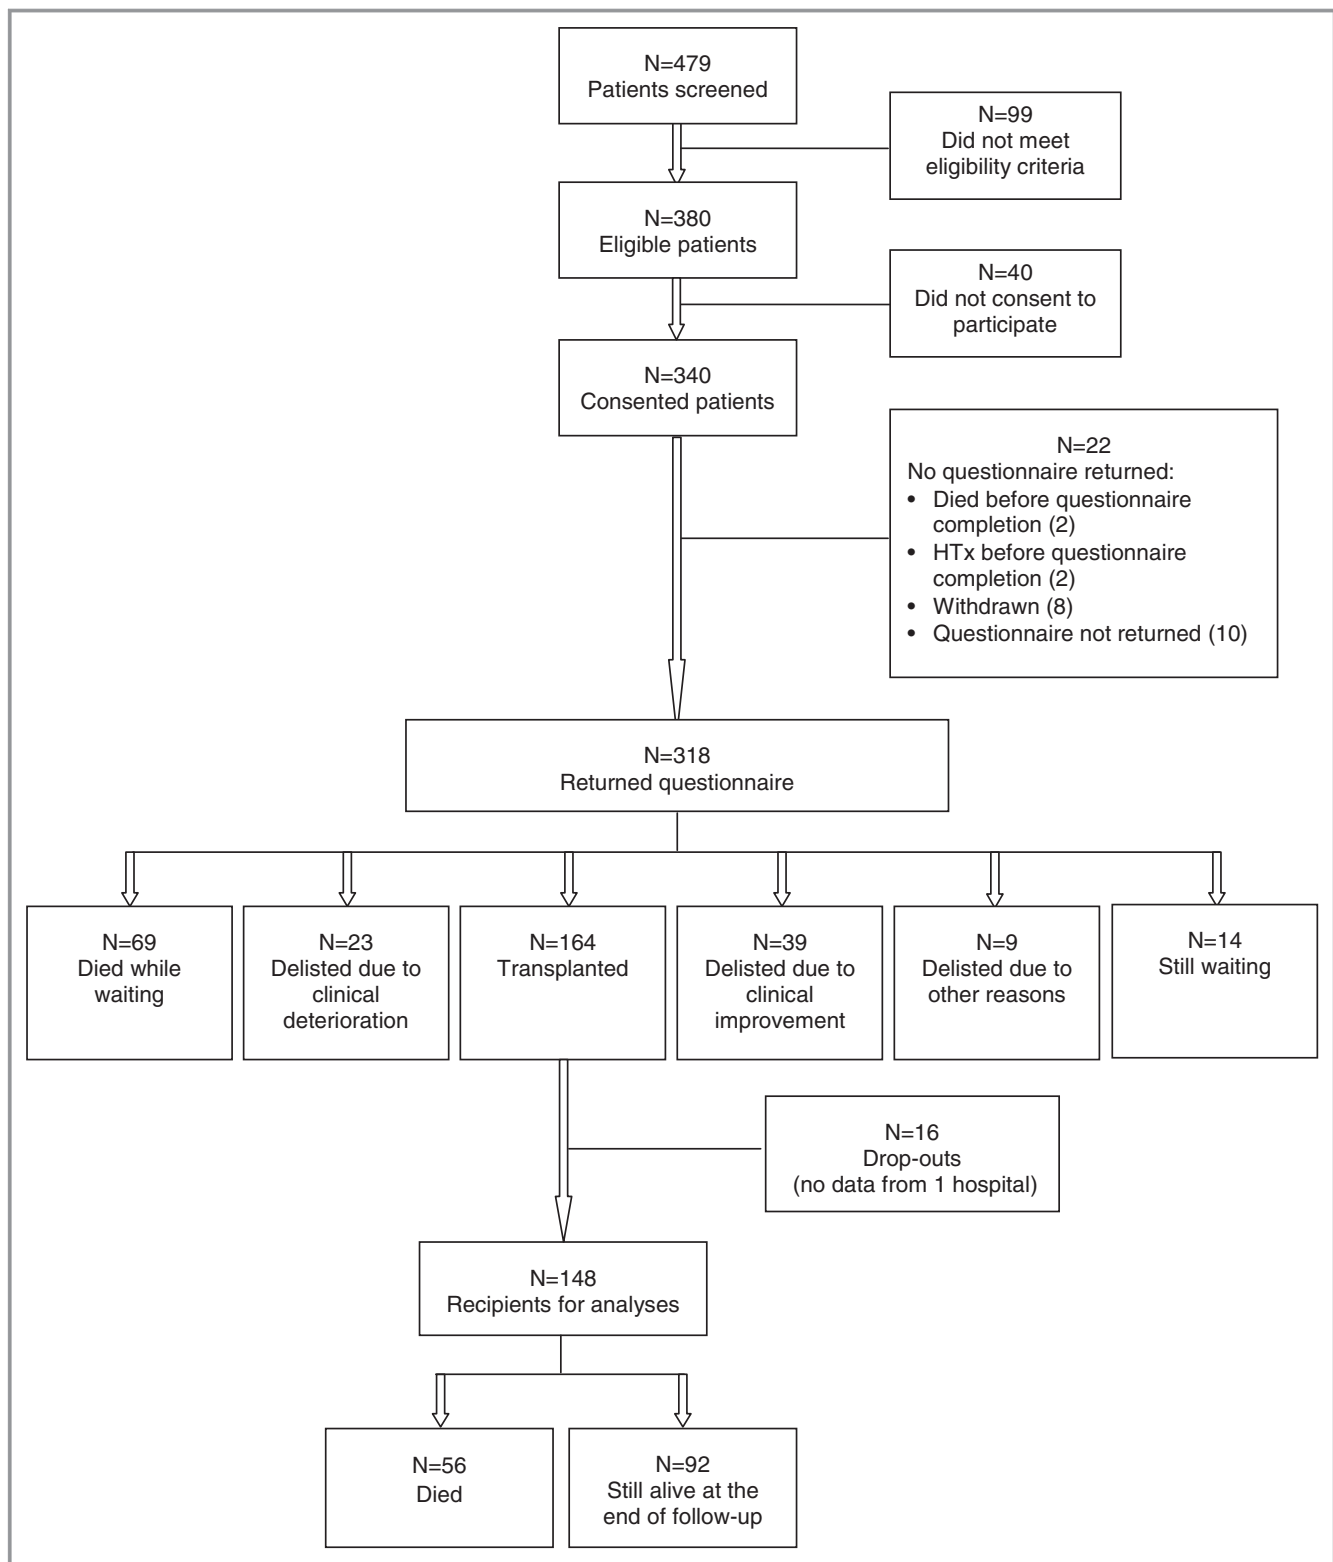 N=479
Patients screened
N=99
Did not meet
eligibility criteria
N=380
Eligible patients
N=40
Did not consent to
participate
N=340
Consented patients
N=22
No questionnaire returned:
• Died before questionnaire
completion (2)
• HTx before questionnaire
completion (2)
• Withdrawn (8)
• Questionnaire not returned (10)
N=318
Returned questionnaire
N=69
Died while
waiting
N=23
Delisted due to
clinical
deterioration
N=164
Transplanted
N=39
Delisted due to
clinical
improvement
N=9
Delisted due to
other reasons
N=14
Still waiting
N=16
Drop-outs
(no data from 1 hospital)
N=148
Recipients for analyses
N=56
Died
N=92
Still alive at the
end of follow-up